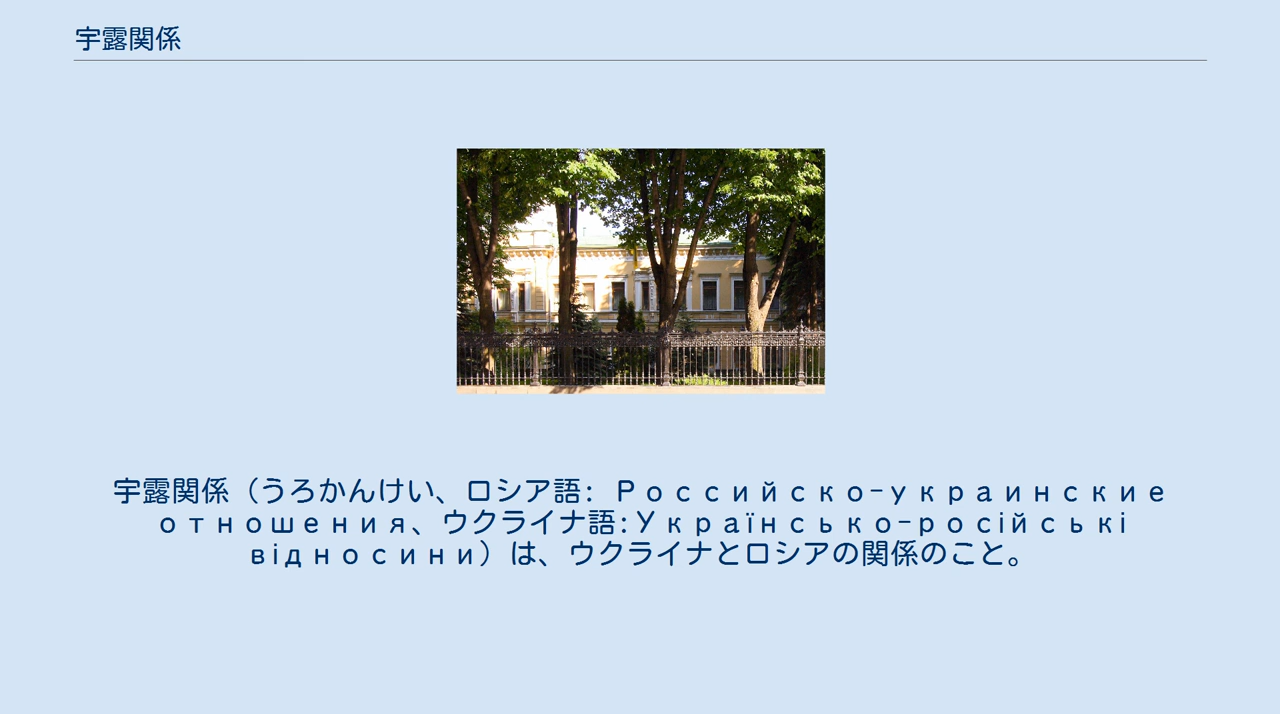 宇露関係
宇露関係（うろかんけい、ロシア語： Российско-украинские
отношения、ウクライナ語：Українсько-російські
відносини）は、ウクライナとロシアの関係のこと。